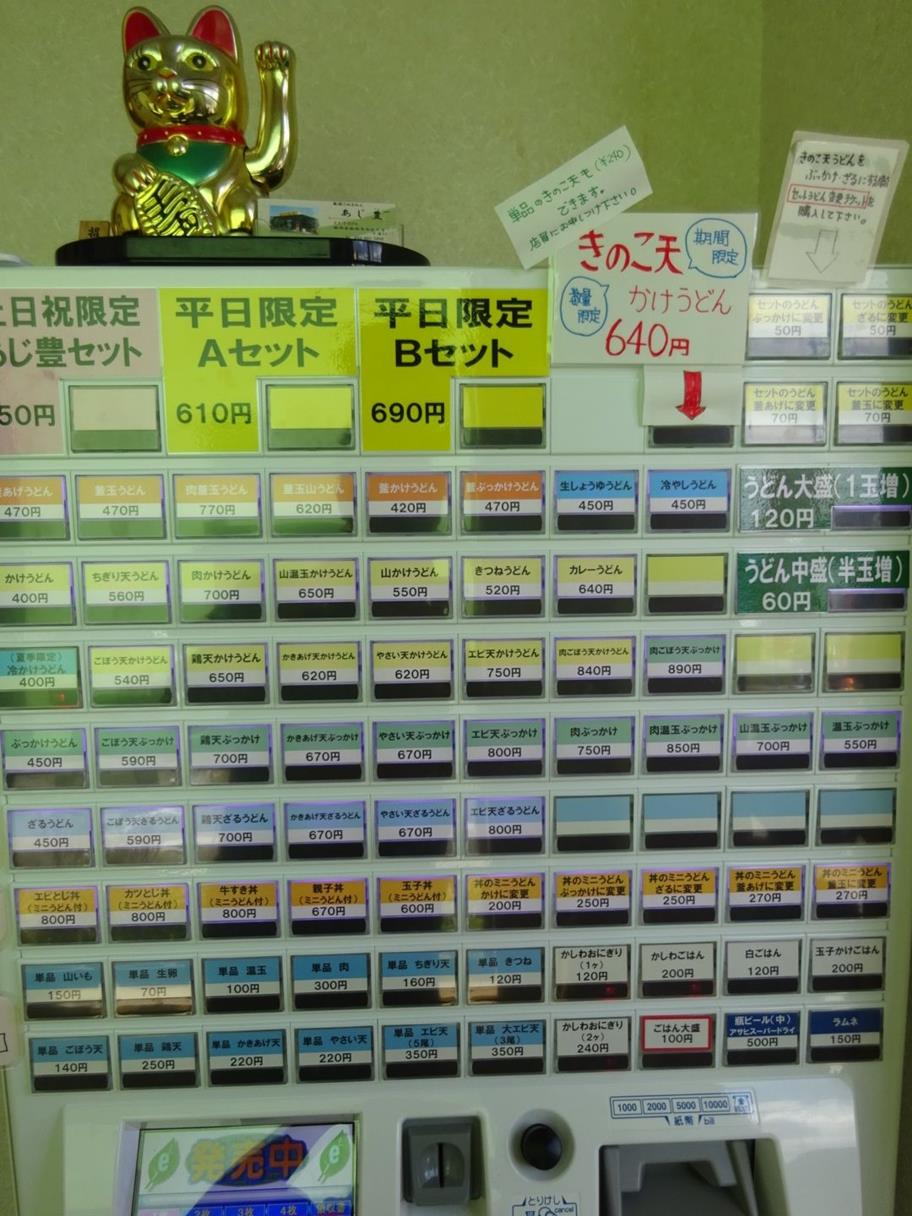 単品のきのこ天も(¥240)
できます。
店員にお申しつけ下さい。
きのこ天うどんを
ぶっかけ・ざるにする際
セットうどん変更チケットを
購入して下さい。
あじ豊
招
きのこ天
期間
限定
数量
限定
かけうどん
640円
土日祝限定
あじ豊セット
50円
平日限定
Aセット
610円
平日限定
Bセット
690円
セットのうどん
ぶっかけに変更
50円
セットのうどん
ざるに変更
50円
セットのうどん
釜あげに変更
70円
セットのうどん
釜玉に変更
70円
釜あげうどん
470円
釜玉うどん
470円
肉釜玉うどん
770円
釜玉山うどん
620円
釜かけうどん
420円
釜ぶっかけうどん
470円
生しょうゆうどん
450円
冷やしうどん
450円
うどん大盛(1玉増)
120円
かけうどん
400円
ちぎり天うどん
560円
肉かけうどん
700円
山温玉かけうどん
650円
山かけうどん
550円
きつねうどん
520円
カレーうどん
640円
うどん中盛(半玉増)
60円
(夏季限定)
冷かけうどん
400円
ごぼう天かけうどん
540円
鶏天かけうどん
650円
かきあげ天かけうどん
620円
やさい天かけうどん
620円
エビ天かけうどん
750円
肉ごぼう天かけうどん
840円
肉ごぼう天ぶっかけ
890円
ぶっかけうどん
450円
ごぼう天ぶっかけ
590円
鶏天ぶっかけ
700円
かきあげ天ぶっかけ
670円
やさい天ぶっかけ
670円
エビ天ぶっかけ
800円
肉ぶっかけ
750円
肉温玉ぶっかけ
850円
山温玉ぶっかけ
700円
温玉ぶっかけ
550円
ざるうどん
450円
ごぼう天ざるうどん
590円
鶏天ざるうどん
700円
かきあげ天ざるうどん
670円
やさい天ざるうどん
670円
エビ天ざるうどん
800円
エビとじ丼
(ミニうどん付)
800円
カツとじ丼
(ミニうどん付)
800円
牛すき丼
(ミニうどん付)
800円
親子丼
(ミニうどん付)
670円
玉子丼
(ミニうどん付)
600円
丼のミニうどん
かけに変更
200円
丼のミニうどん
ぶっかけに変更
250円
丼のミニうどん
ざるに変更
250円
丼のミニうどん
釜あげに変更
270円
丼のミニうどん
釜玉に変更
270円
単品 山いも
150円
単品 生卵
70円
単品 温玉
100円
単品 肉
300円
単品 ちぎり天
160円
単品 きつね
120円
かしわおにぎり
(1ヶ)
120円
かしわごはん
200円
白ごはん
120円
玉子かけごはん
200円
単品 ごぼう天
140円
単品 鶏天
250円
単品 かきあげ天
220円
単品 やさい天
220円
単品 エビ天
(5尾)
350円
単品 大エビ天
(3尾)
350円
かしわおにぎり
(2ヶ)
240円
ごはん大盛
100円
瓶ビール(中)
アサヒスーパードライ
500円
ラムネ
150円
1000 2000 5000 10000
紙幣 bill
発売中
2枚 3枚 4枚 領収書
とりけし
cancel